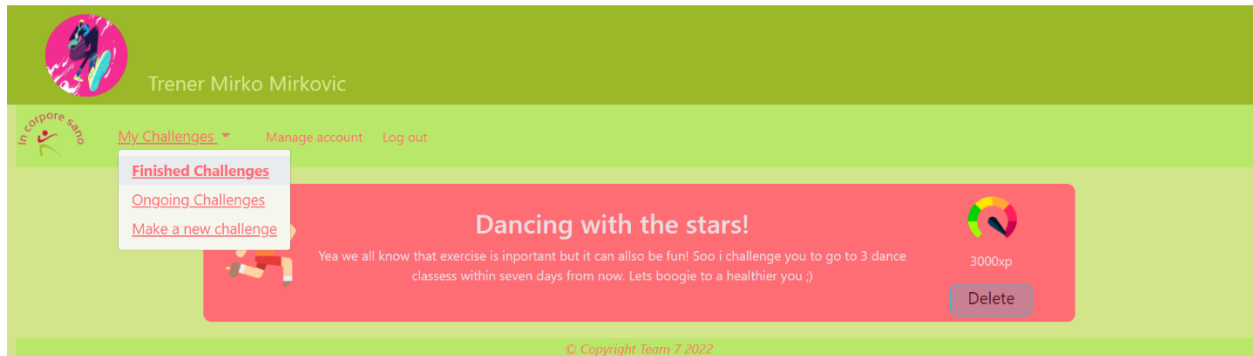 Trener Mirko Mirkovic
In corpore sano
My Challenges
Manage account
Log out
Finished Challenges
Ongoing Challenges
Make a new challenge
Dancing with the stars!
Yea we all know that exercise is inportant but it can allso be fun! Soo i challenge you to go to 3 dance
classess within seven days from now. Lets boogie to a healthier you ;)
3000xp
Delete
© Copyright Team 7 2022